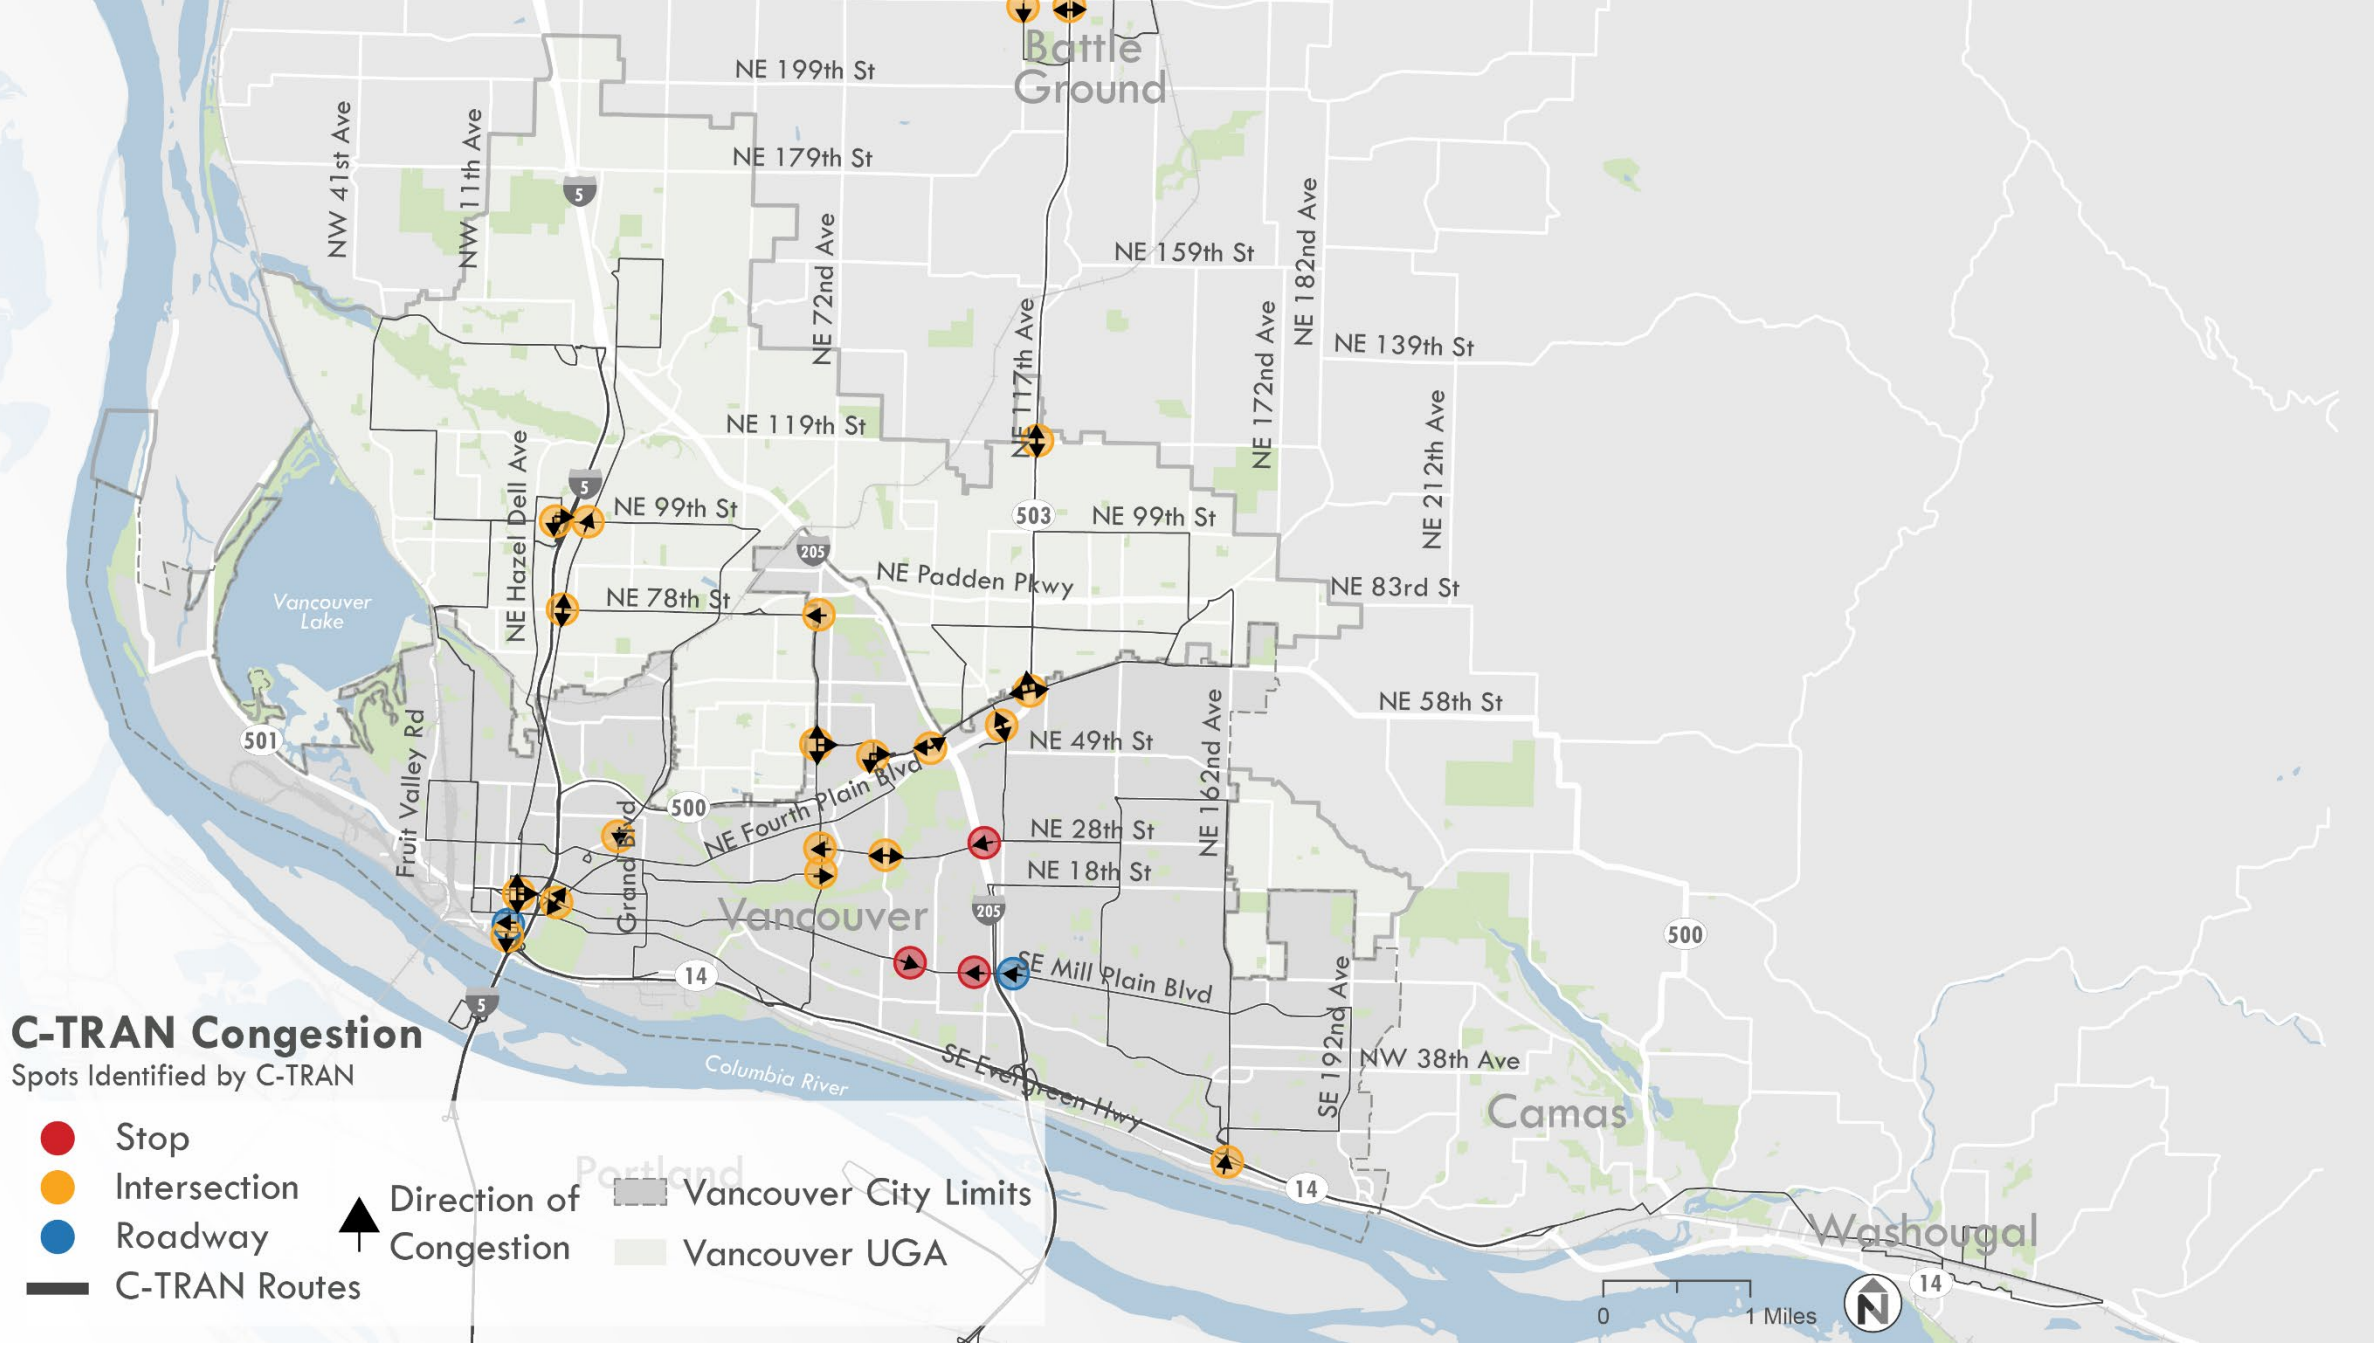 Battle
Ground
NE 199th St
NW 41st Ave
NW 11th Ave
NE 179th St
5
NE 182nd Ave
NE 72nd Ave
NE 159th St
NE 117th Ave
NE 172nd Ave
NE 139th St
NE 212th Ave
NE 119th St
NE Hazel Dell Ave
5
NE 99th St
503
NE 99th St
205
NE Padden Pkwy
NE 83rd St
NE 78th St
Vancouver
Lake
NE 58th St
NE 162nd Ave
501
Fruit Valley Rd
NE 49th St
500
NE Fourth Plain Blvd
Grand Blvd
NE 28th St
NE 18th St
Vancouver
205
500
14
SE Mill Plain Blvd
SE 192nd Ave
5
C-TRAN Congestion
Spots Identified by C-TRAN
Columbia River
SE Evergreen Hwy
NW 38th Ave
Camas
Stop
Intersection
Roadway
C-TRAN Routes
Direction of
Congestion
Portland
Vancouver City Limits
Vancouver UGA
14
Washougal
14
0
1 Miles
N